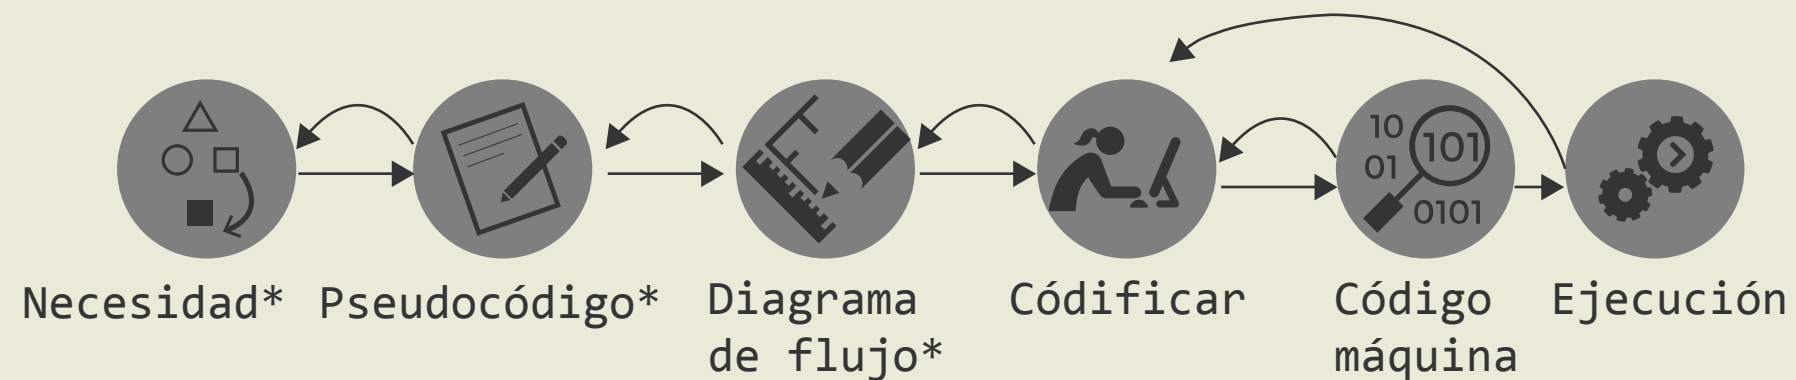 10
01
101
0101
Necesidad*
Pseudocódigo*
Diagrama
de flujo*
Códificar
Código
máquina
Ejecución